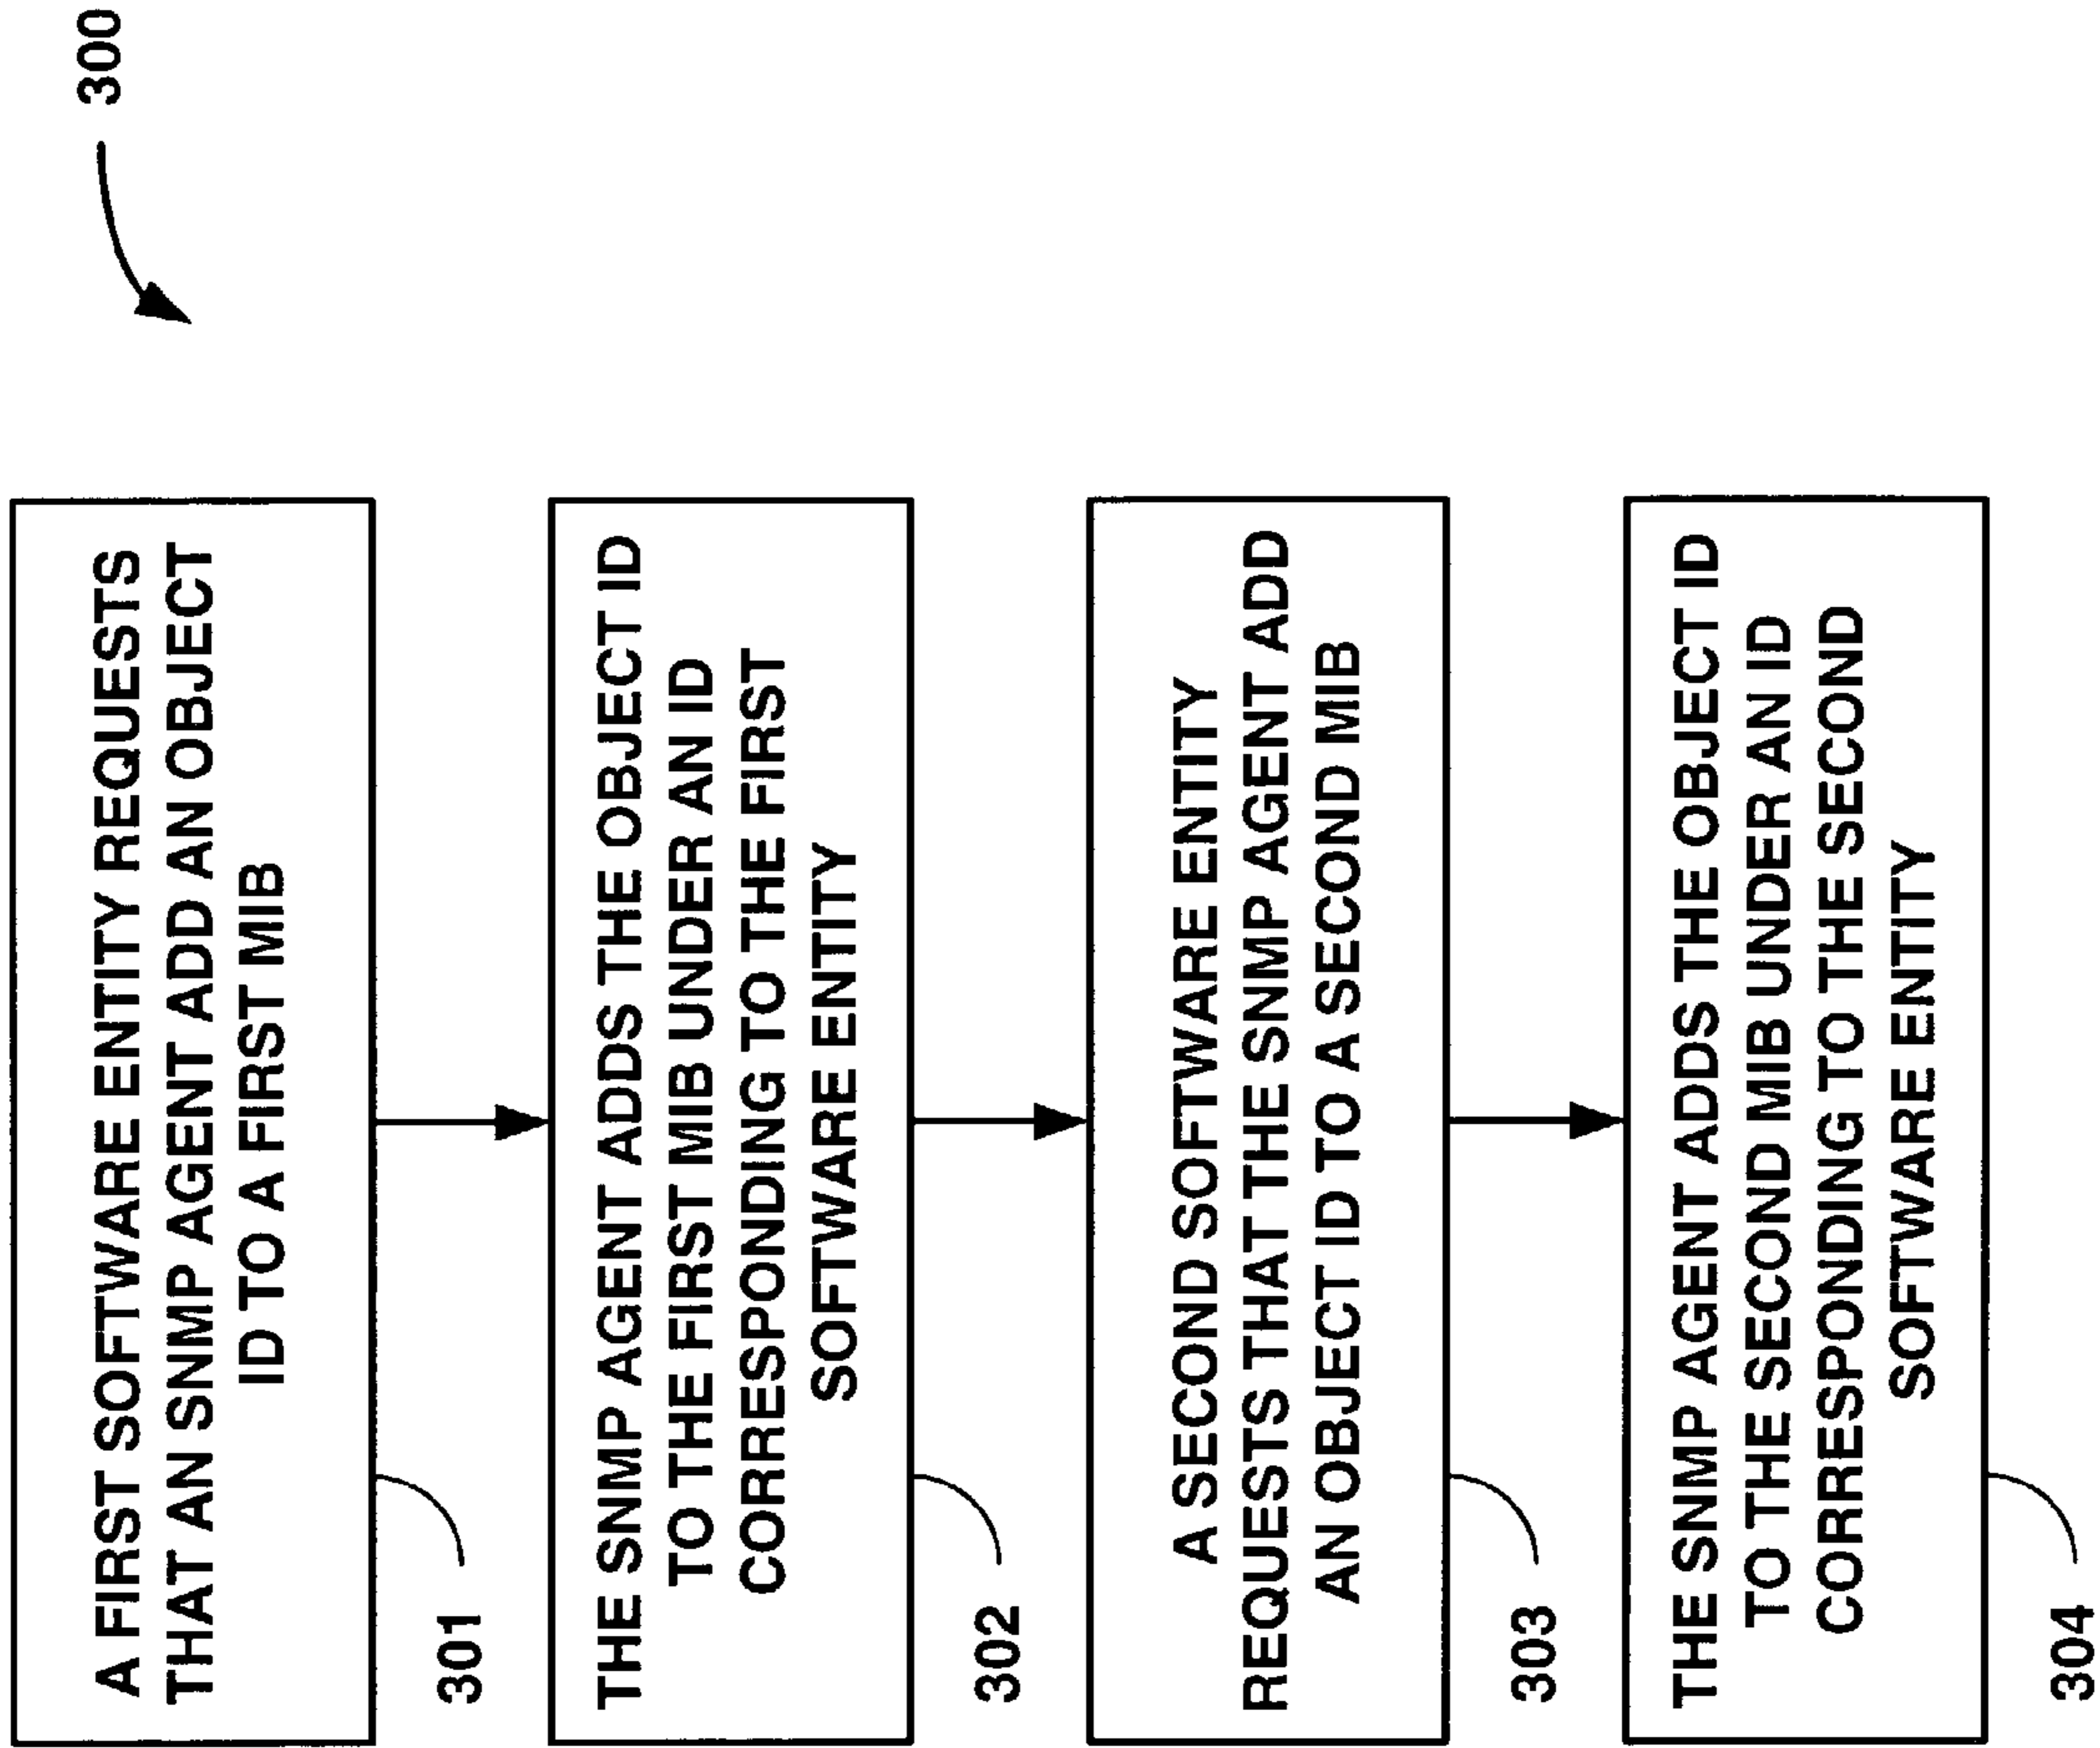 300
A FIRST SOFTWARE ENTITY REQUESTS
THAT AN SNMP AGENT ADD AN OBJECT
ID TO A FIRST MIB
301
THE SNMP AGENT ADDS THE OBJECT ID
TO THE FIRST MIB UNDER AN ID
CORRESPONDING TO THE FIRST
SOFTWARE ENTITY
302
A SECOND SOFTWARE ENTITY
REQUESTS THAT THE SNMP AGENT ADD
AN OBJECT ID TO A SECOND MIB
303
THE SNMP AGENT ADDS THE OBJECT ID
TO THE SECOND MIB UNDER AN ID
CORRESPONDING TO THE SECOND
SOFTWARE ENTITY
304